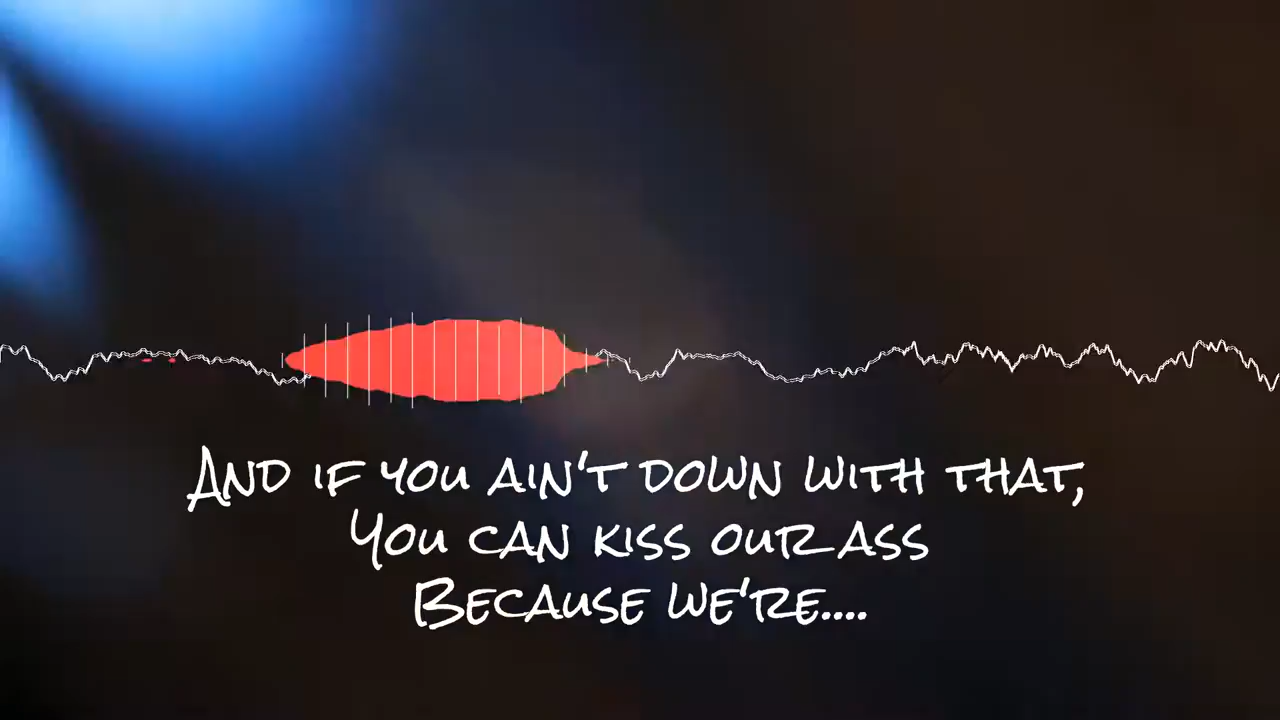 And if you ain't down with that,
You can kiss our ass
Because we're....